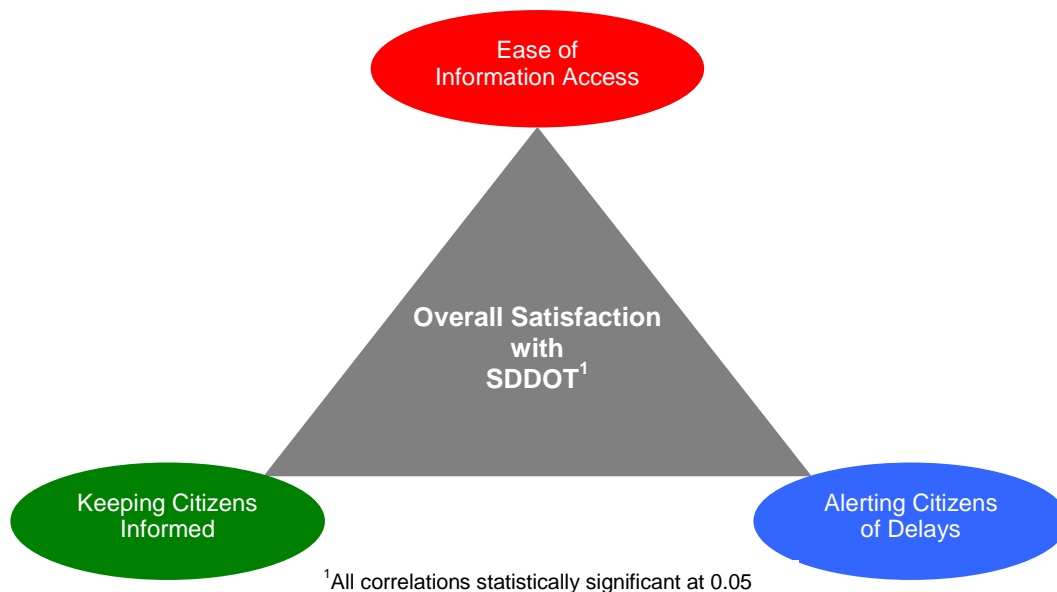 Ease of
Information Access
Overall Satisfaction
with
SDDOT¹
Keeping Citizens
Informed
Alerting Citizens
of Delays
¹All correlations statistically significant at 0.05